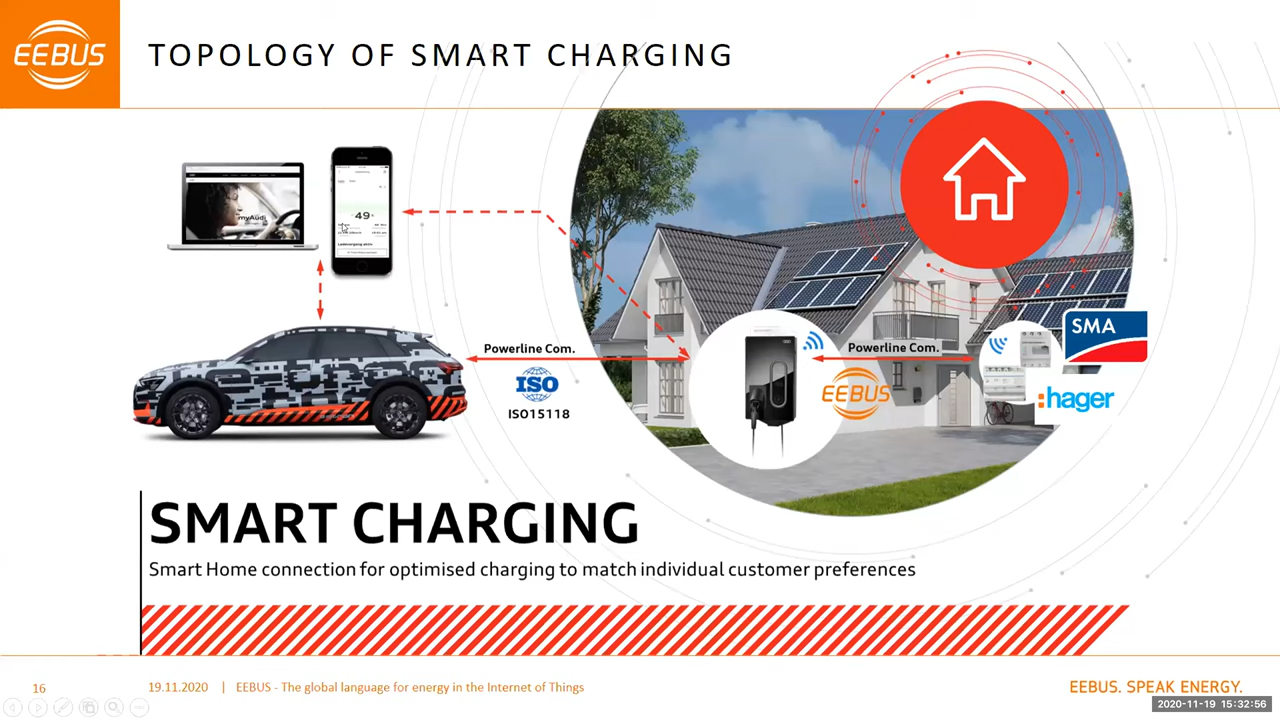 EEBUS
TOPOLOGY OF SMART CHARGING
myAudi
49
Ladevorgang aktiv
Powerline Com.
ISO
ISO15118
Powerline Com.
EEBUS
SMA
:hager
SMART CHARGING
Smart Home connection for optimised charging to match individual customer preferences
16
19.11.2020 | EEBUS - The global language for energy in the Internet of Things
EEBUS. SPEAK ENERGY.
2020-11-19 15:32:56